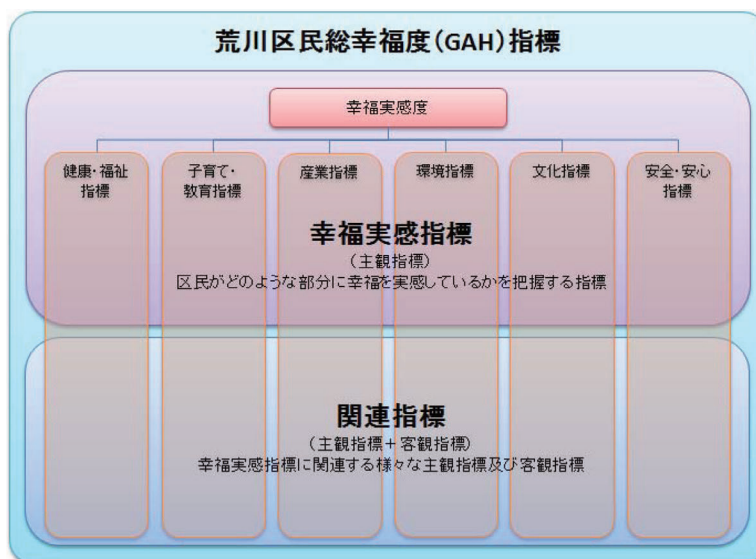 荒川区民総幸福度(GAH)指標
幸福実感度
健康・福祉
指標
子育て・
教育指標
産業指標
環境指標
文化指標
安全・安心
指標
幸福実感指標
(主観指標)
区民がどのような部分に幸福を実感しているかを把握する指標
関連指標
(主観指標+客観指標)
幸福実感指標に関連する様々な主観指標及び客観指標